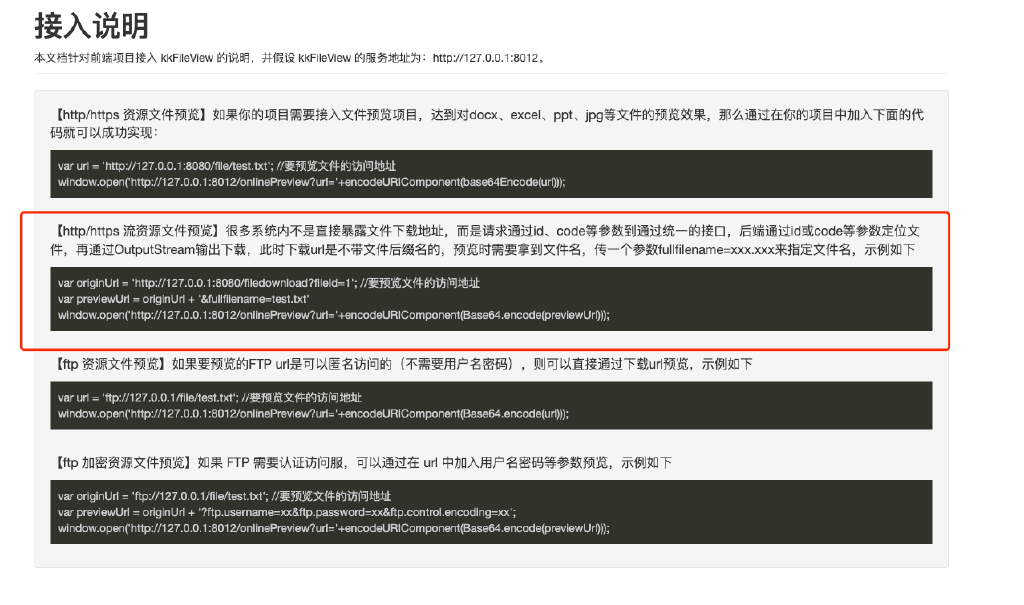 接入说明
本文档针对前端项目接入 kkFileView 的说明，并假设 kkFileView 的服务地址为：http://127.0.0.1:8012。
【http/https 资源文件预览】如果你的项目需要接入文件预览项目，达到对docx、excel、ppt、jpg等文件的预览效果，那么通过在你的项目中加入下面的代
码就可以成功实现：
var url = 'http://127.0.0.1:8080/file/test.txt'; //要预览文件的访问地址
window.open('http://127.0.0.1:8012/onlinePreview?url='+encodeURIComponent(base64Encode(url)));
【http/https 流资源文件预览】很多系统内不是直接暴露文件下载地址，而是请求通过id、code等参数到通过统一的接口，后端通过id或code等参数定位文
件，再通过OutputStream输出下载，此时下载url是不带文件后缀名的，预览时需要拿到文件名，传一个参数fullfilename=xxx.xxx来指定文件名，示例如下
var originUrl = 'http://127.0.0.1:8080/filedownload?fileId=1'; //要预览文件的访问地址
var previewUrl = originUrl + '&fullfilename=test.txt'
window.open('http://127.0.0.1:8012/onlinePreview?url='+encodeURIComponent(Base64.encode(previewUrl)));
【ftp 资源文件预览】如果要预览的FTP url是可以匿名访问的（不需要用户名密码），则可以直接通过下载url预览，示例如下
var url = 'ftp://127.0.0.1/file/test.txt'; //要预览文件的访问地址
window.open('http://127.0.0.1:8012/onlinePreview?url='+encodeURIComponent(Base64.encode(url)));
【ftp 加密资源文件预览】如果 FTP 需要认证访问服，可以通过在 url 中加入用户名密码等参数预览，示例如下
var originUrl = 'ftp://127.0.0.1/file/test.txt'; //要预览文件的访问地址
var previewUrl = originUrl + '?ftp.username=xx&ftp.password=xx&ftp.control.encoding=xx';
window.open('http://127.0.0.1:8012/onlinePreview?url='+encodeURIComponent(Base64.encode(previewUrl)));